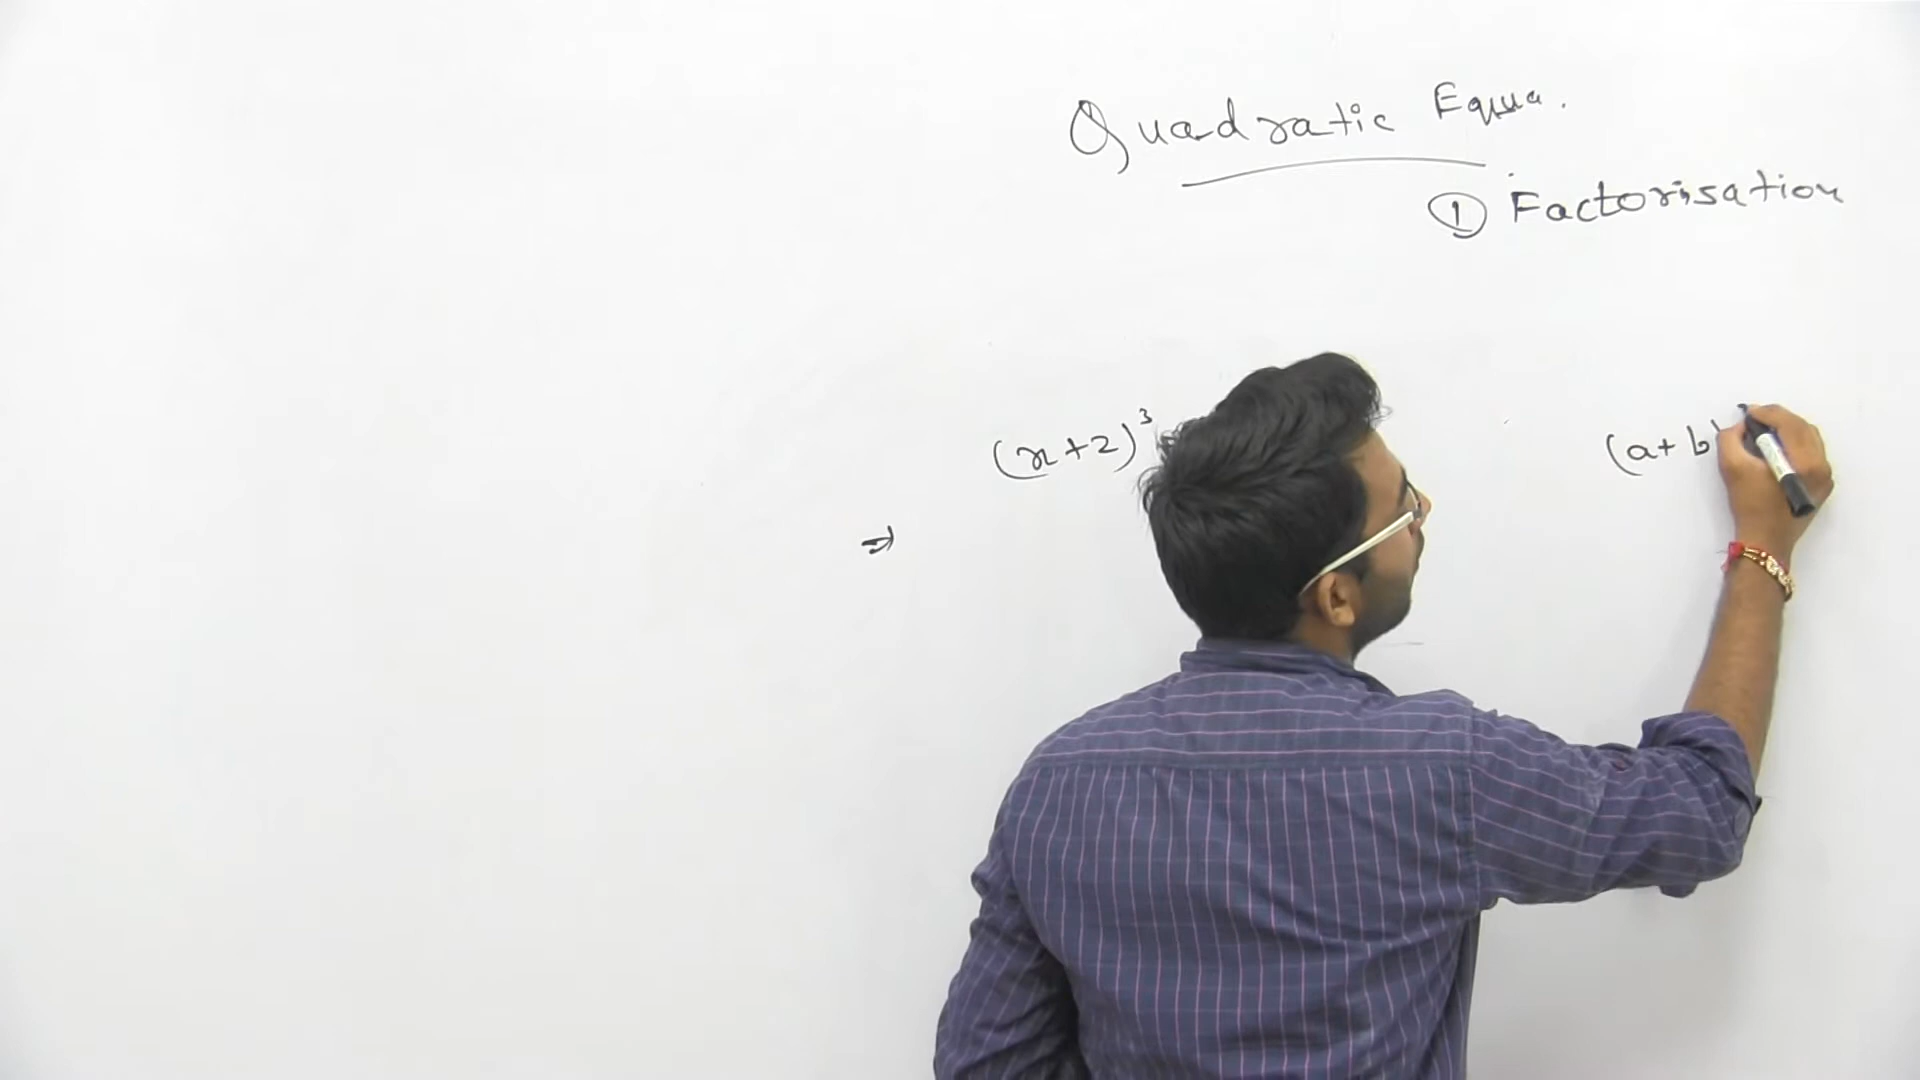 Quadratic Equa.
① Factorisation
(x+2)³ (a+b)
⇒